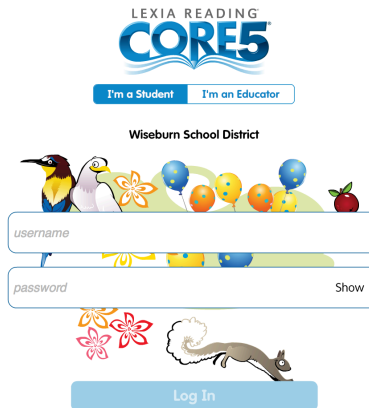 LEXIA READING
CORE5®
I'm a Student I'm an Educator
Wiseburn School District
username
password Show
Log In